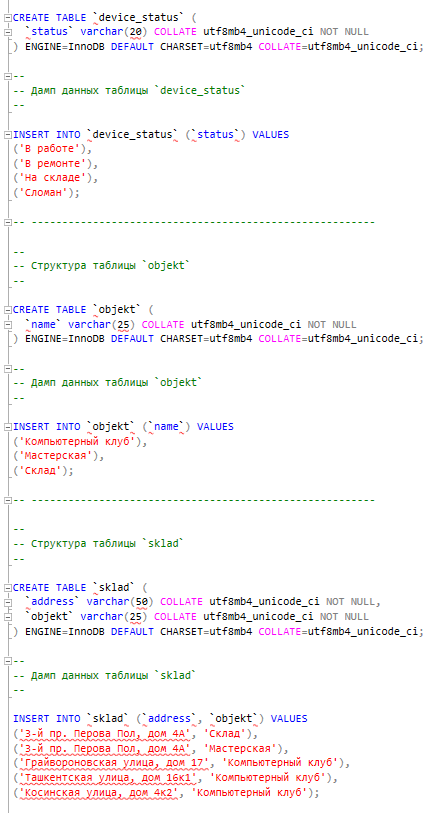 CREATE TABLE `device_status` (
  `status` varchar(20) COLLATE utf8mb4_unicode_ci NOT NULL
) ENGINE=InnoDB DEFAULT CHARSET=utf8mb4 COLLATE=utf8mb4_unicode_ci;
--
-- Дамп данных таблицы `device_status`
--
INSERT INTO `device_status` (`status`) VALUES
('В работе'),
('В ремонте'),
('На складе'),
('Сломан');
-- --------------------------------------------------------
--
-- Структура таблицы `objekt`
--
CREATE TABLE `objekt` (
  `name` varchar(25) COLLATE utf8mb4_unicode_ci NOT NULL
) ENGINE=InnoDB DEFAULT CHARSET=utf8mb4 COLLATE=utf8mb4_unicode_ci;
--
-- Дамп данных таблицы `objekt`
--
INSERT INTO `objekt` (`name`) VALUES
('Компьютерный клуб'),
('Мастерская'),
('Склад');
-- --------------------------------------------------------
--
-- Структура таблицы `sklad`
--
CREATE TABLE `sklad` (
  `address` varchar(50) COLLATE utf8mb4_unicode_ci NOT NULL,
  `objekt` varchar(25) COLLATE utf8mb4_unicode_ci NOT NULL
) ENGINE=InnoDB DEFAULT CHARSET=utf8mb4 COLLATE=utf8mb4_unicode_ci;
--
-- Дамп данных таблицы `sklad`
--
INSERT INTO `sklad` (`address`, `objekt`) VALUES
('3-й пр. Перова Пол, дом 4А', 'Склад'),
('3-й пр. Перова Пол, дом 4А', 'Мастерская'),
('Грайвороновская улица, дом 17', 'Компьютерный клуб'),
('Ташкентская улица, дом 16к1', 'Компьютерный клуб'),
('Косинская улица, дом 4к2', 'Компьютерный клуб');